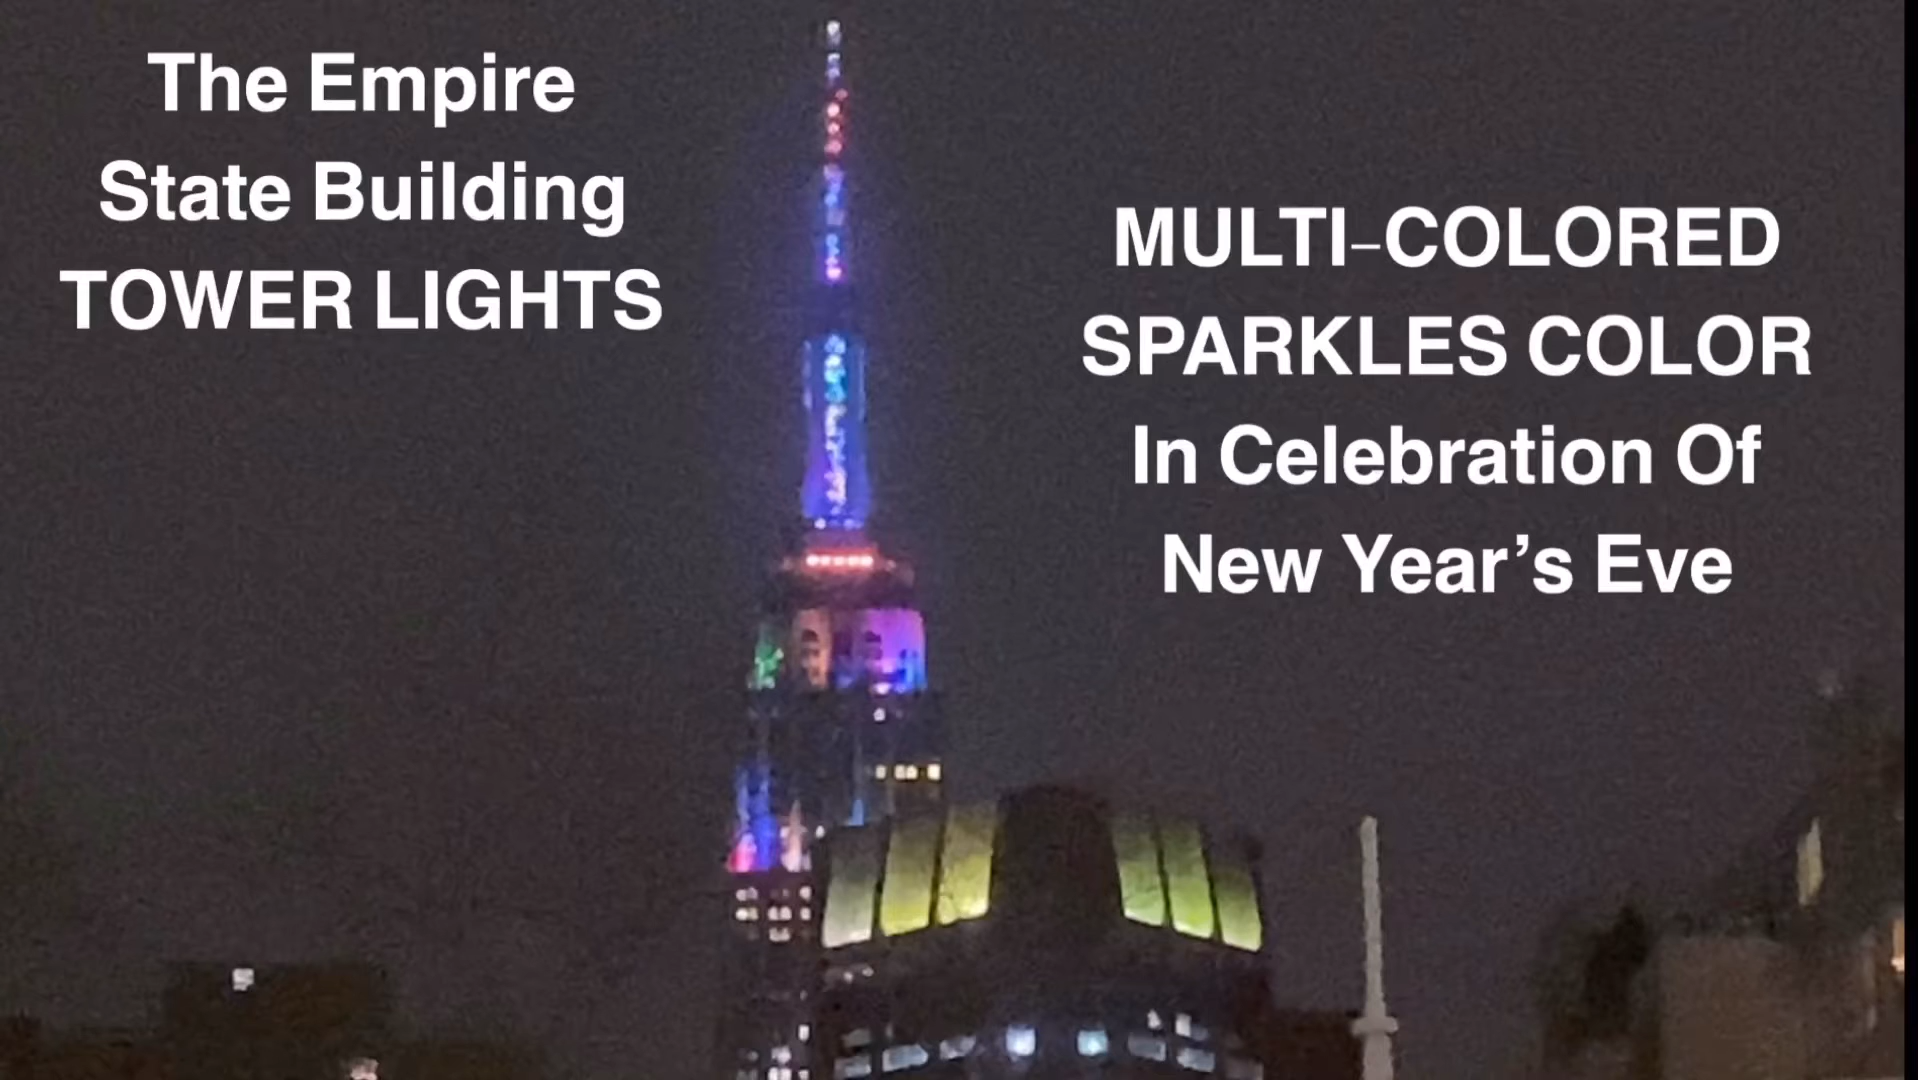 The Empire
State Building
TOWER LIGHTS
MULTI-COLORED
SPARKLES COLOR
In Celebration Of
New Year’s Eve